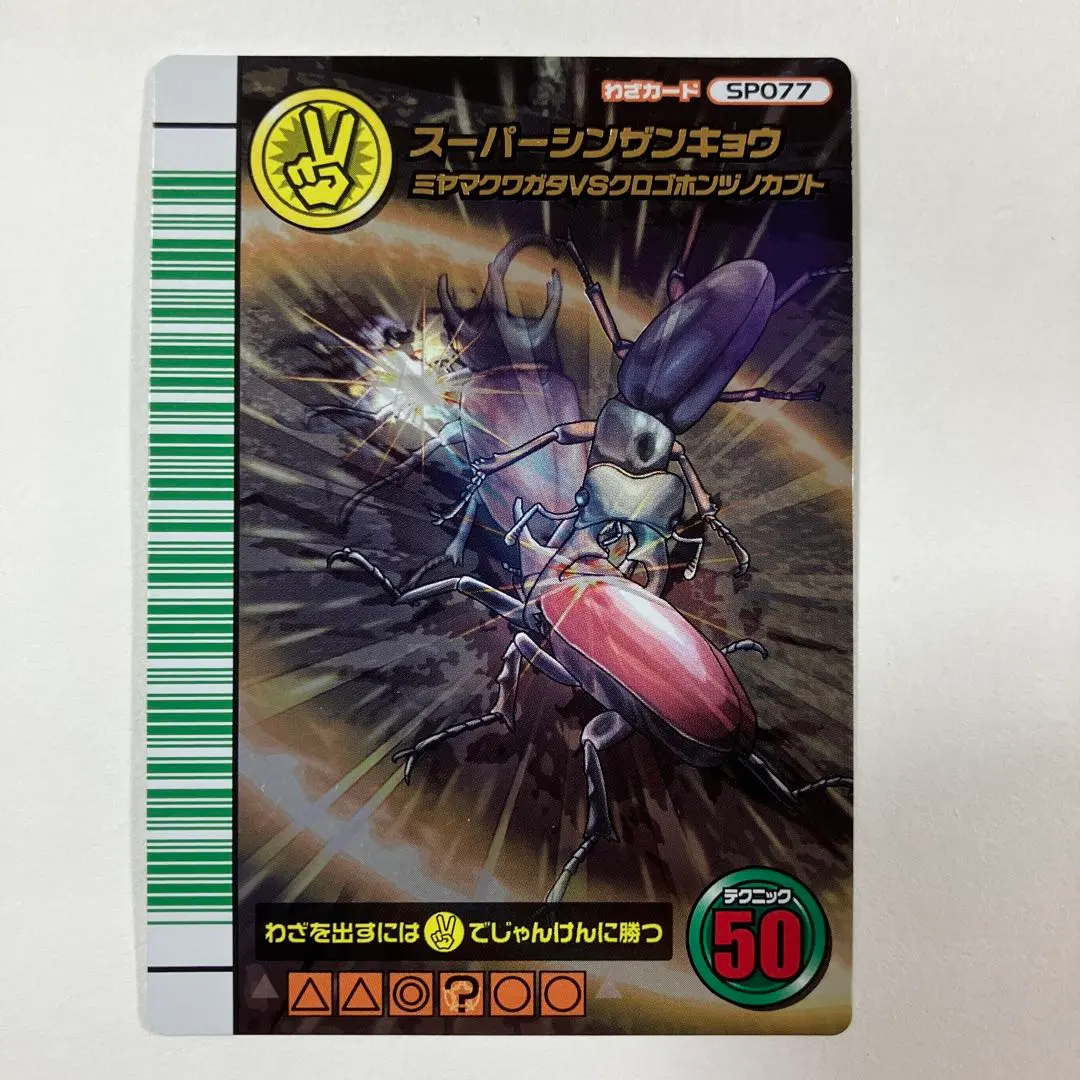 わざカード SP077
スーパーシンザンキョウ
ミヤマクワガタVSクロゴホンヅノカブト
わざを出すには でじゃんけんに勝つ
テクニック
50
△ △ ◎ ? ○ ○